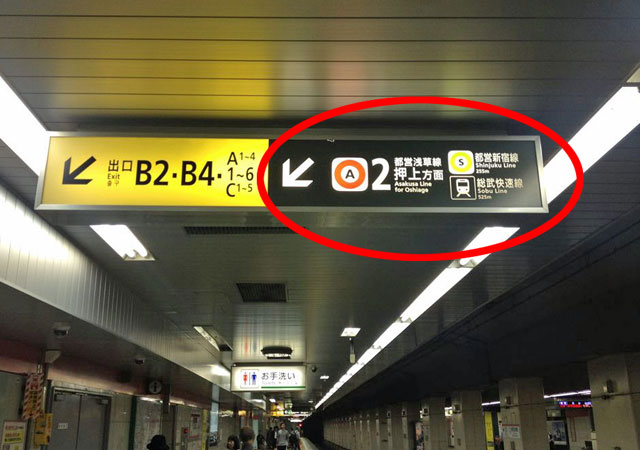 出口
Exit
B2・B4・
A1~4
1~6
C1~5
A
2
都営浅草線
押上方面
Asakusa Line
for Oshiage
S
都営新宿線
Shinjuku Line
255m
総武快速線
Sobu Line
525m
お手洗い